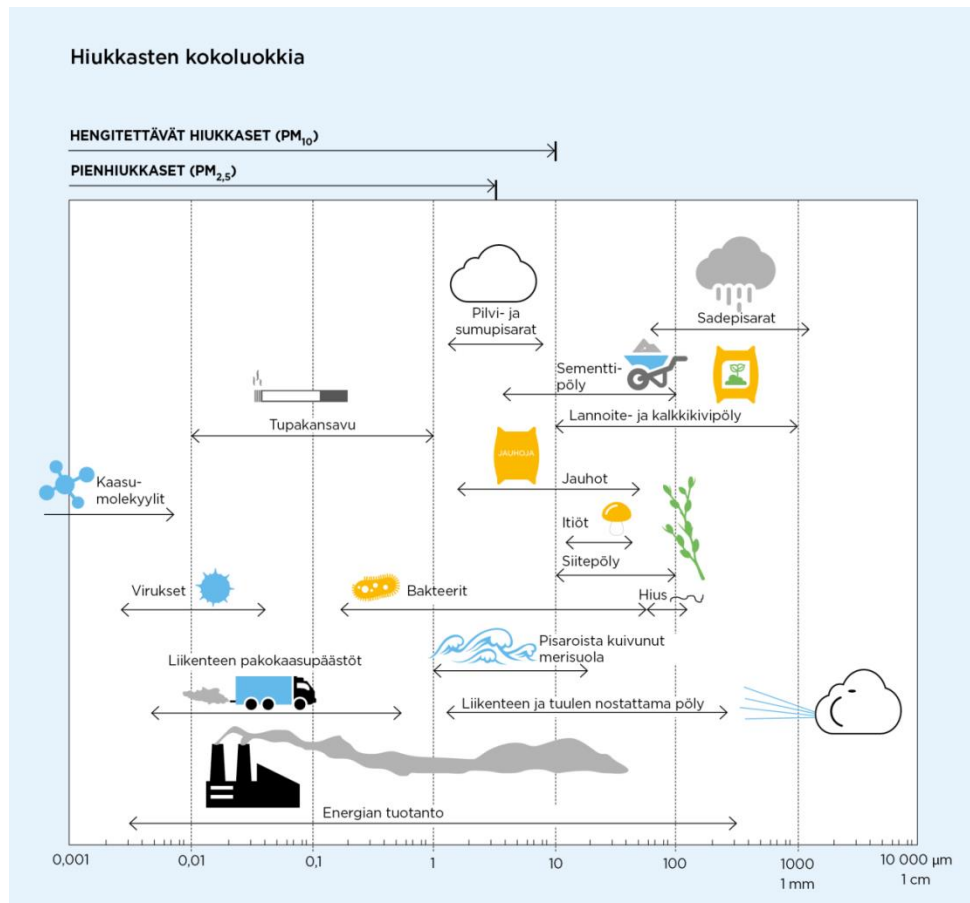 Hiukkasten kokoluokkia
HENGITETTÄVÄT HIUKKASET (PM₁₀)
PIENHIUKKASET (PM₂,₅)
Pilvi- ja
sumupisarat
Sadepisarat
Sementti-
pöly
Lannoite- ja kalkkikivipöly
Tupakansavu
JAUHOJA
Jauhot
Kaasu-
molekyylit
Itiöt
Siitepöly
Virukset
Bakteerit
Hius
Pisaroista kuivunut
merisuola
Liikenteen pakokaasupäästöt
Liikenteen ja tuulen nostattama pöly
Energian tuotanto
0,001 0,01 0,1 1 10 100 1000 10 000 µm
1 mm 1 cm